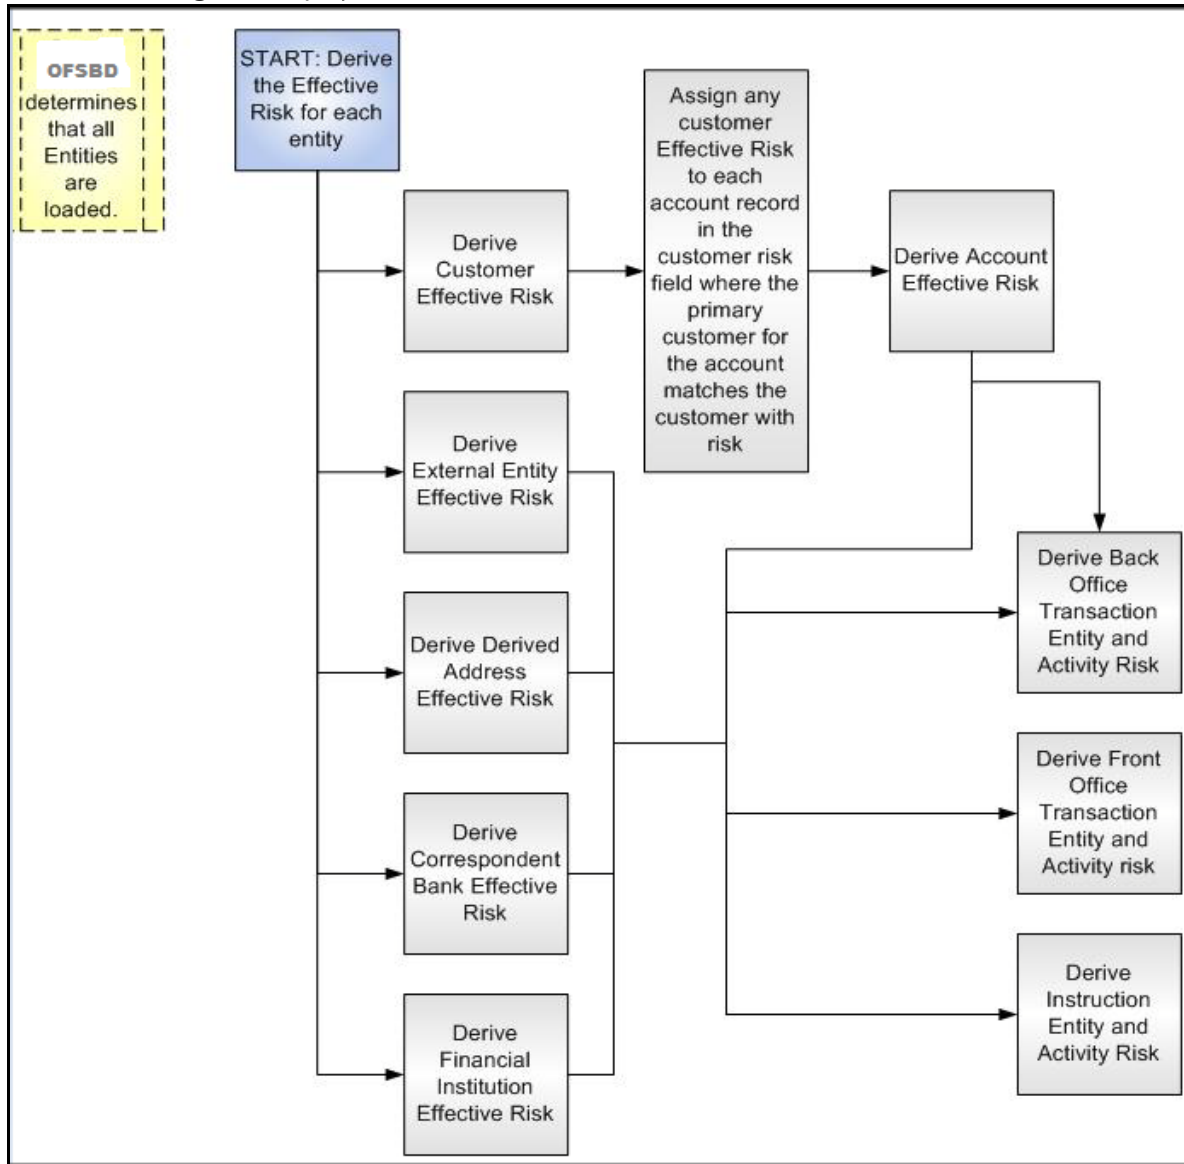 OFSBD
determines
that all
Entities
are
loaded.
START: Derive
the Effective
Risk for each
entity
Derive
Customer
Effective Risk
Assign any
customer
Effective Risk
to each
account record
in the
customer risk
field where the
primary
customer for
the account
matches the
customer with
risk
Derive Account
Effective Risk
Derive
External Entity
Effective Risk
Derive Derived
Address
Effective Risk
Derive
Correspondent
Bank Effective
Risk
Derive
Financial
Institution
Effective Risk
Derive Back
Office
Transaction
Entity and
Activity Risk
Derive Front
Office
Transaction
Entity and
Activity risk
Derive
Instruction
Entity and
Activity Risk